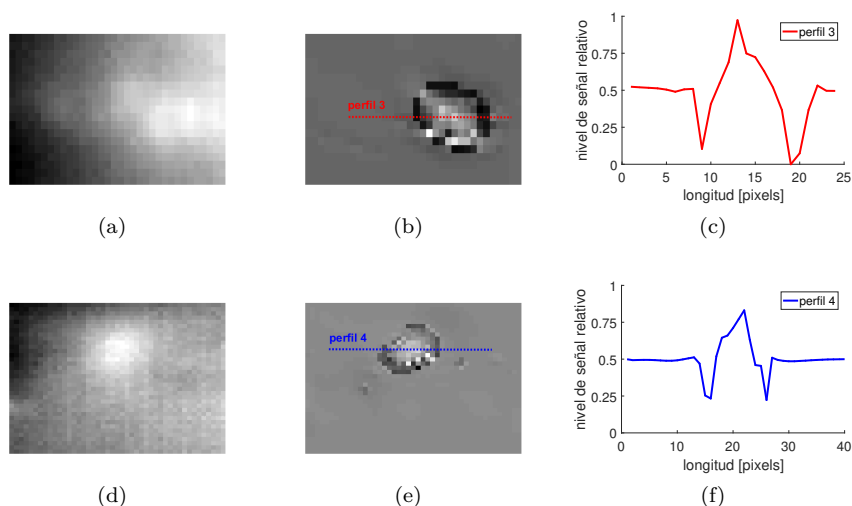 perfil 3
1
0.75
0.5
0.25
0
0
5
10
15
20
25
nivel de señal relativo
longitud [pixels]
perfil 3
(a)
(b)
(c)
perfil 4
1
0.75
0.5
0.25
0
0
10
20
30
40
nivel de señal relativo
longitud [pixels]
perfil 4
(d)
(e)
(f)